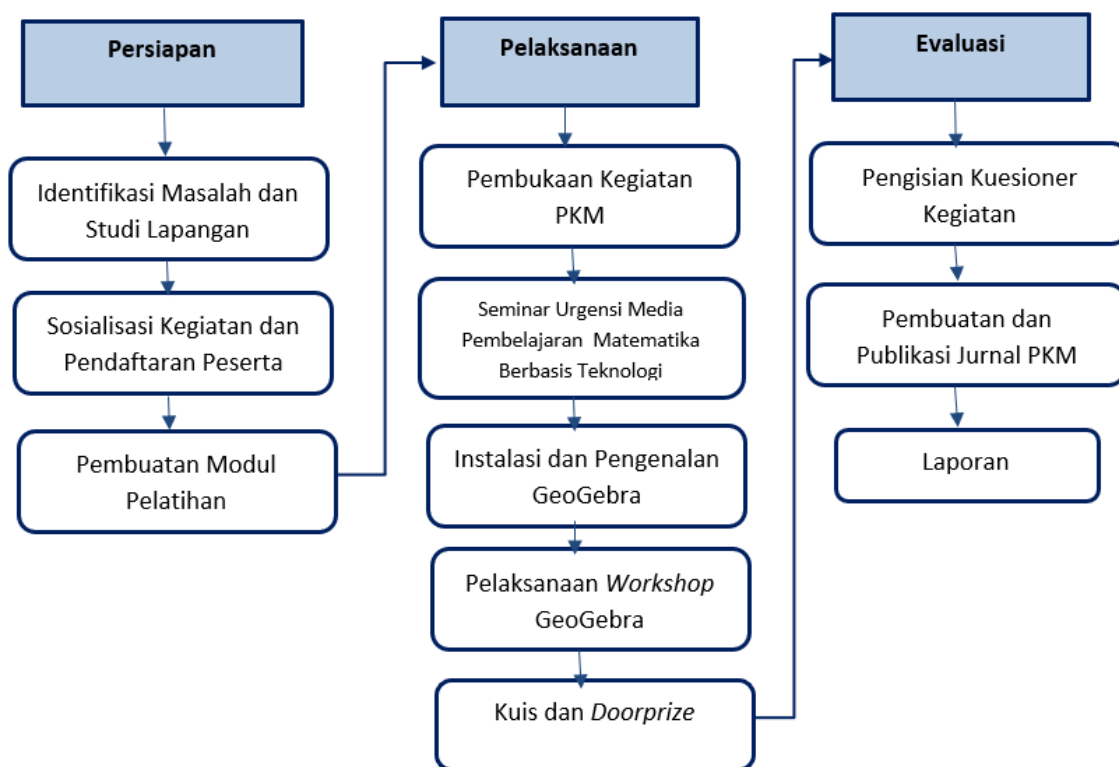 Persiapan
Identifikasi Masalah dan
Studi Lapangan
Sosialisasi Kegiatan dan
Pendaftaran Peserta
Pembuatan Modul
Pelatihan
Pelaksanaan
Pembukaan Kegiatan
PKM
Seminar Urgensi Media
Pembelajaran Matematika
Berbasis Teknologi
Instalasi dan Pengenalan
GeoGebra
Pelaksanaan Workshop
GeoGebra
Kuis dan Doorprize
Evaluasi
Pengisian Kuesioner
Kegiatan
Pembuatan dan
Publikasi Jurnal PKM
Laporan